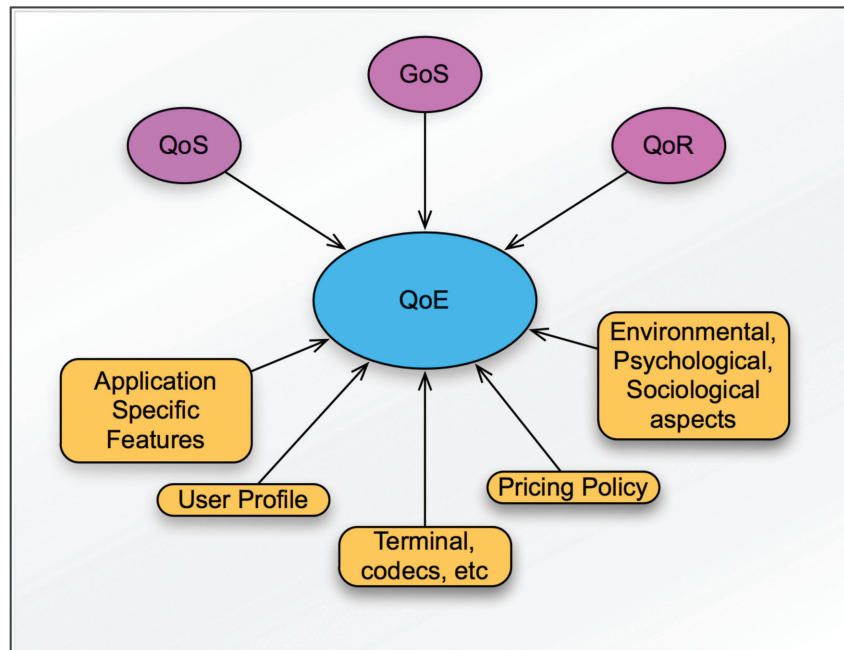 GoS
QoS
QoR
QoE
Environmental,
Psychological,
Sociological
aspects
Application
Specific
Features
User Profile
Pricing Policy
Terminal,
codecs, etc